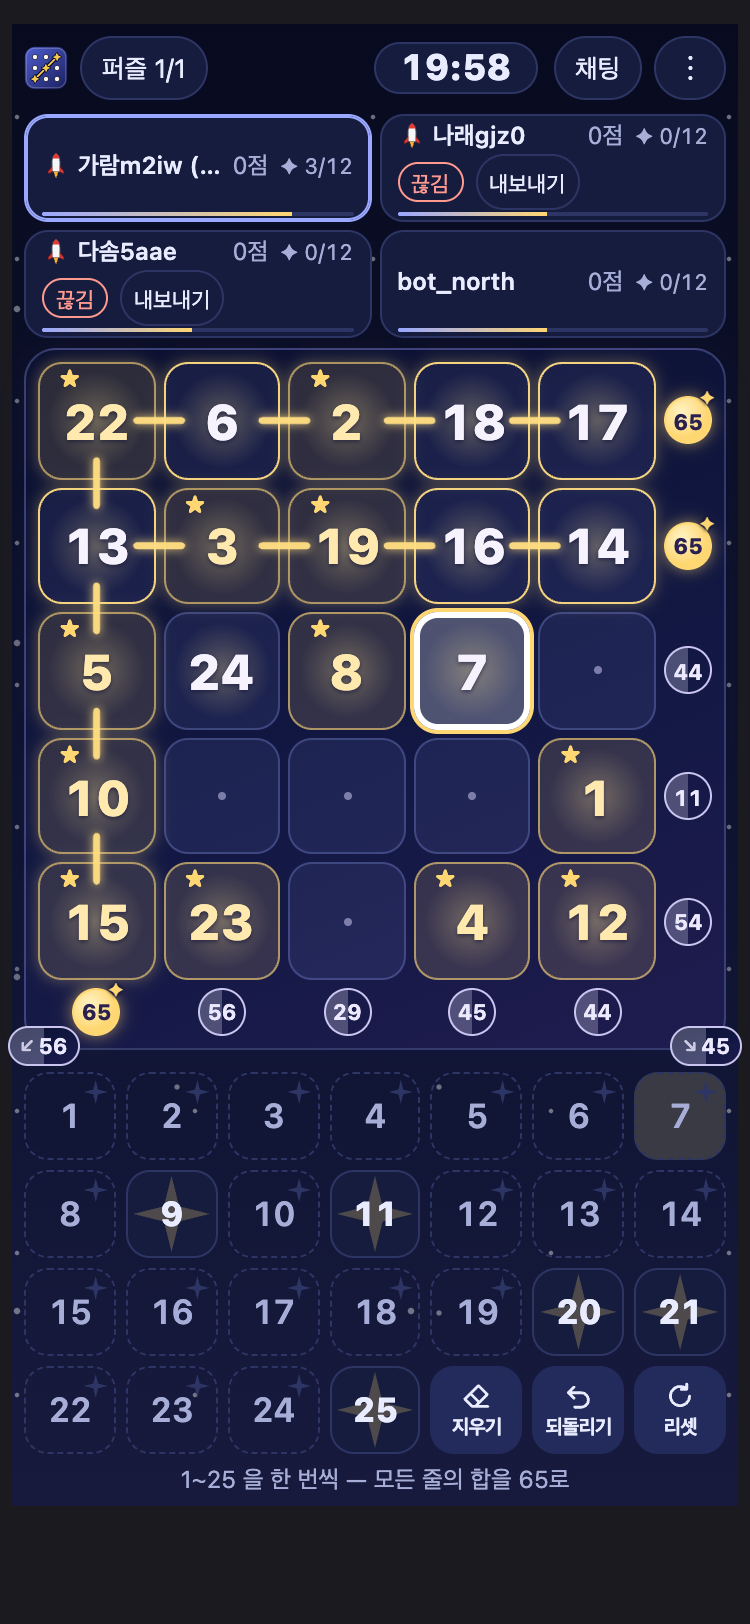 퍼즐 1/1
19:58
채팅
가람m2iw (... 0점 3/12
나래gjz0 0점 0/12
끊김 내보내기
다솜5aae 0점 0/12
끊김 내보내기
bot_north 0점 0/12
22 6 2 18 17 65
13 3 19 16 14 65
5 24 8 7 44
10 1 11
15 23 4 12 54
65 56 29 45 44
56 45
1 2 3 4 5 6 7
8 9 10 11 12 13 14
15 16 17 18 19 20 21
22 23 24 25 지우기 되돌리기 리셋
1~25 을 한 번씩 — 모든 줄의 합을 65로